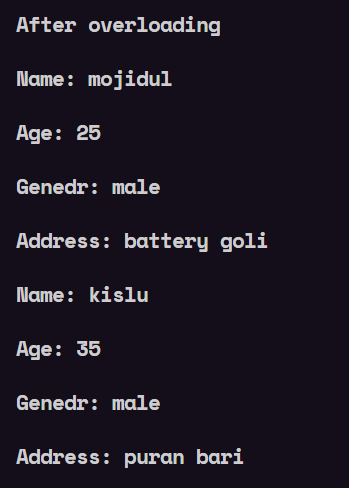 After overloading
Name: mojidul
Age: 25
Genedr: male
Address: battery goli
Name: kislu
Age: 35
Genedr: male
Address: puran bari